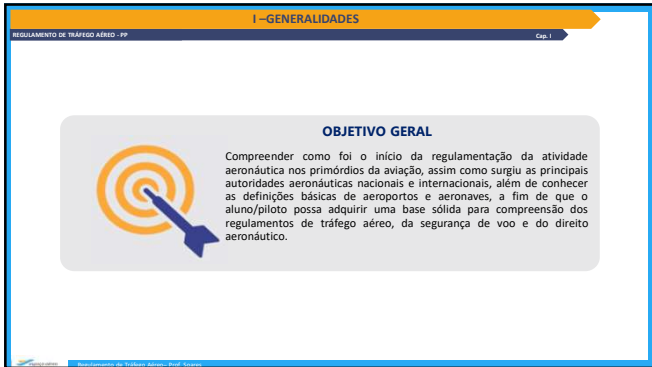 I –GENERALIDADES
REGULAMENTO DE TRÁFEGO AÉREO - PP
Cap. I
OBJETIVO GERAL
Compreender como foi o início da regulamentação da atividade
aeronáutica nos primórdios da aviação, assim como surgiu as principais
autoridades aeronáuticas nacionais e internacionais, além de conhecer
as definições básicas de aeroportos e aeronaves, a fim de que o
aluno/piloto possa adquirir uma base sólida para compreensão dos
regulamentos de tráfego aéreo, da segurança de voo e do direito
aeronáutico.
Regulamento de Tráfego Aéreo– Prof. Soares